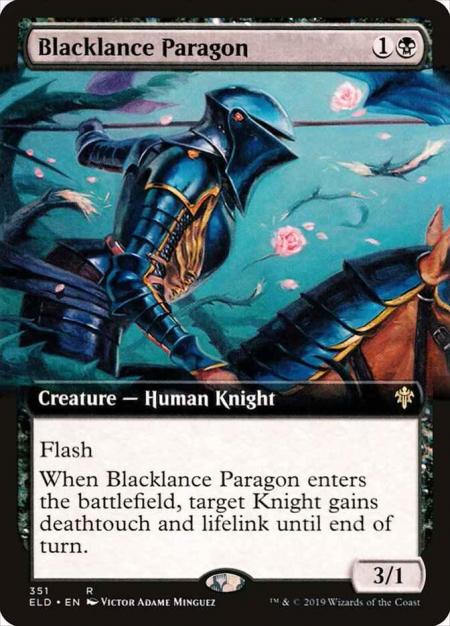 Blacklance Paragon 1
Creature — Human Knight
Flash
When Blacklance Paragon enters
the battlefield, target Knight gains
deathtouch and lifelink until end of
turn.
3/1
351 R
ELD • EN Victor Adame Minguez
™ & © 2019 Wizards of the Coast